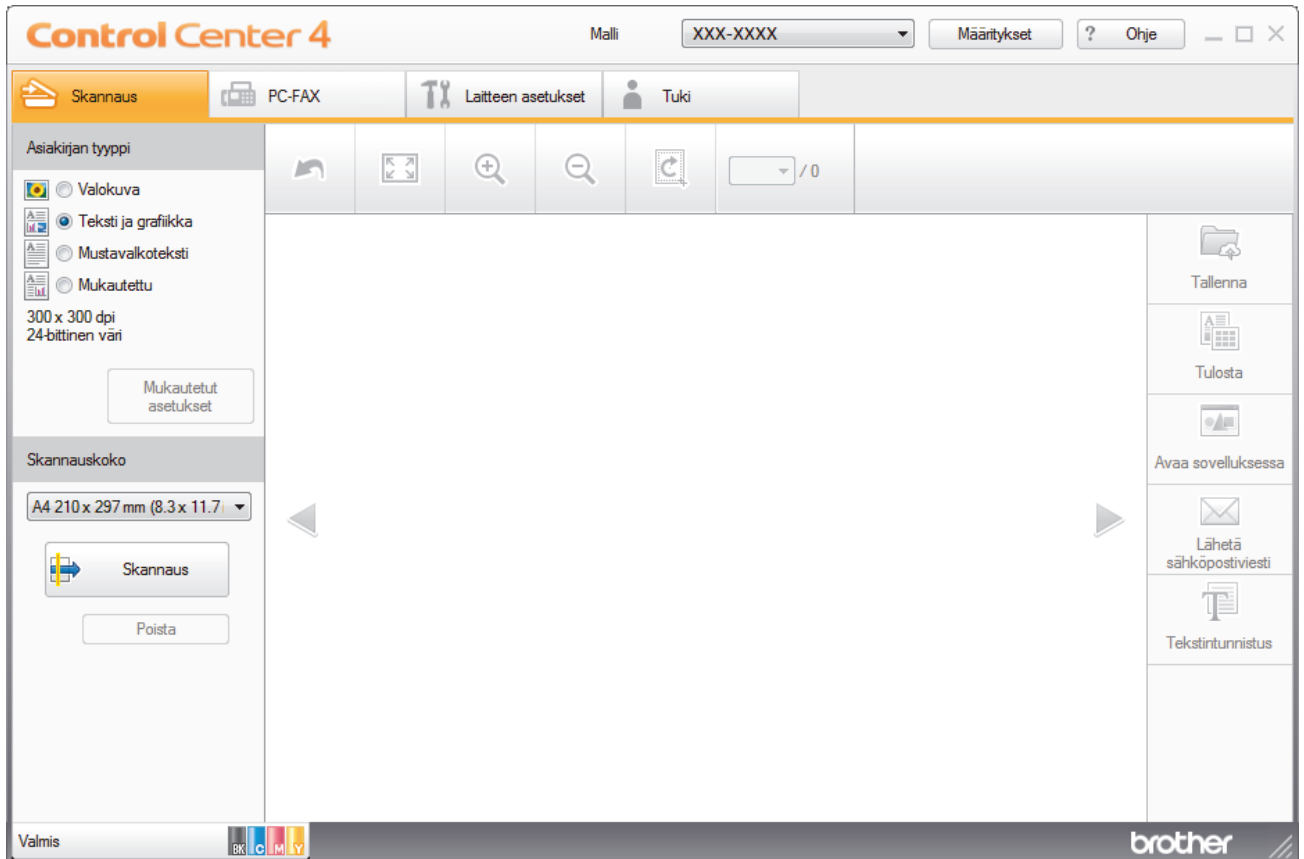 Control Center 4
Malli
XXX-XXXX
Määritykset
? Ohje
Skannaus
PC-FAX
Laitteen asetukset
Tuki
Asiakirjan tyyppi
Valokuva
Teksti ja grafiikka
Mustavalkoteksti
Mukautettu
300 x 300 dpi
24-bittinen väri
Mukautetut
asetukset
Skannauskoko
A4 210 x 297 mm (8.3 x 11.7
Skannaus
Poista
/ 0
Tallenna
Tulosta
Avaa sovelluksessa
Lähetä
sähköpostiviesti
Tekstintunnistus
Valmis
BK C M Y
brother